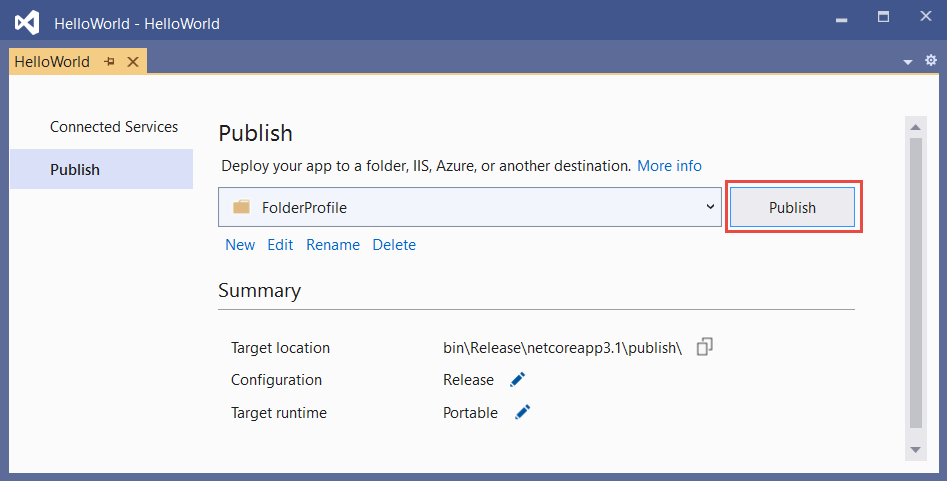 HelloWorld - HelloWorld
HelloWorld
Connected Services
Publish
Publish
Deploy your app to a folder, IIS, Azure, or another destination. More info
FolderProfile
Publish
New Edit Rename Delete
Summary
Target location bin\Release\netcoreapp3.1\publish\
Configuration Release
Target runtime Portable